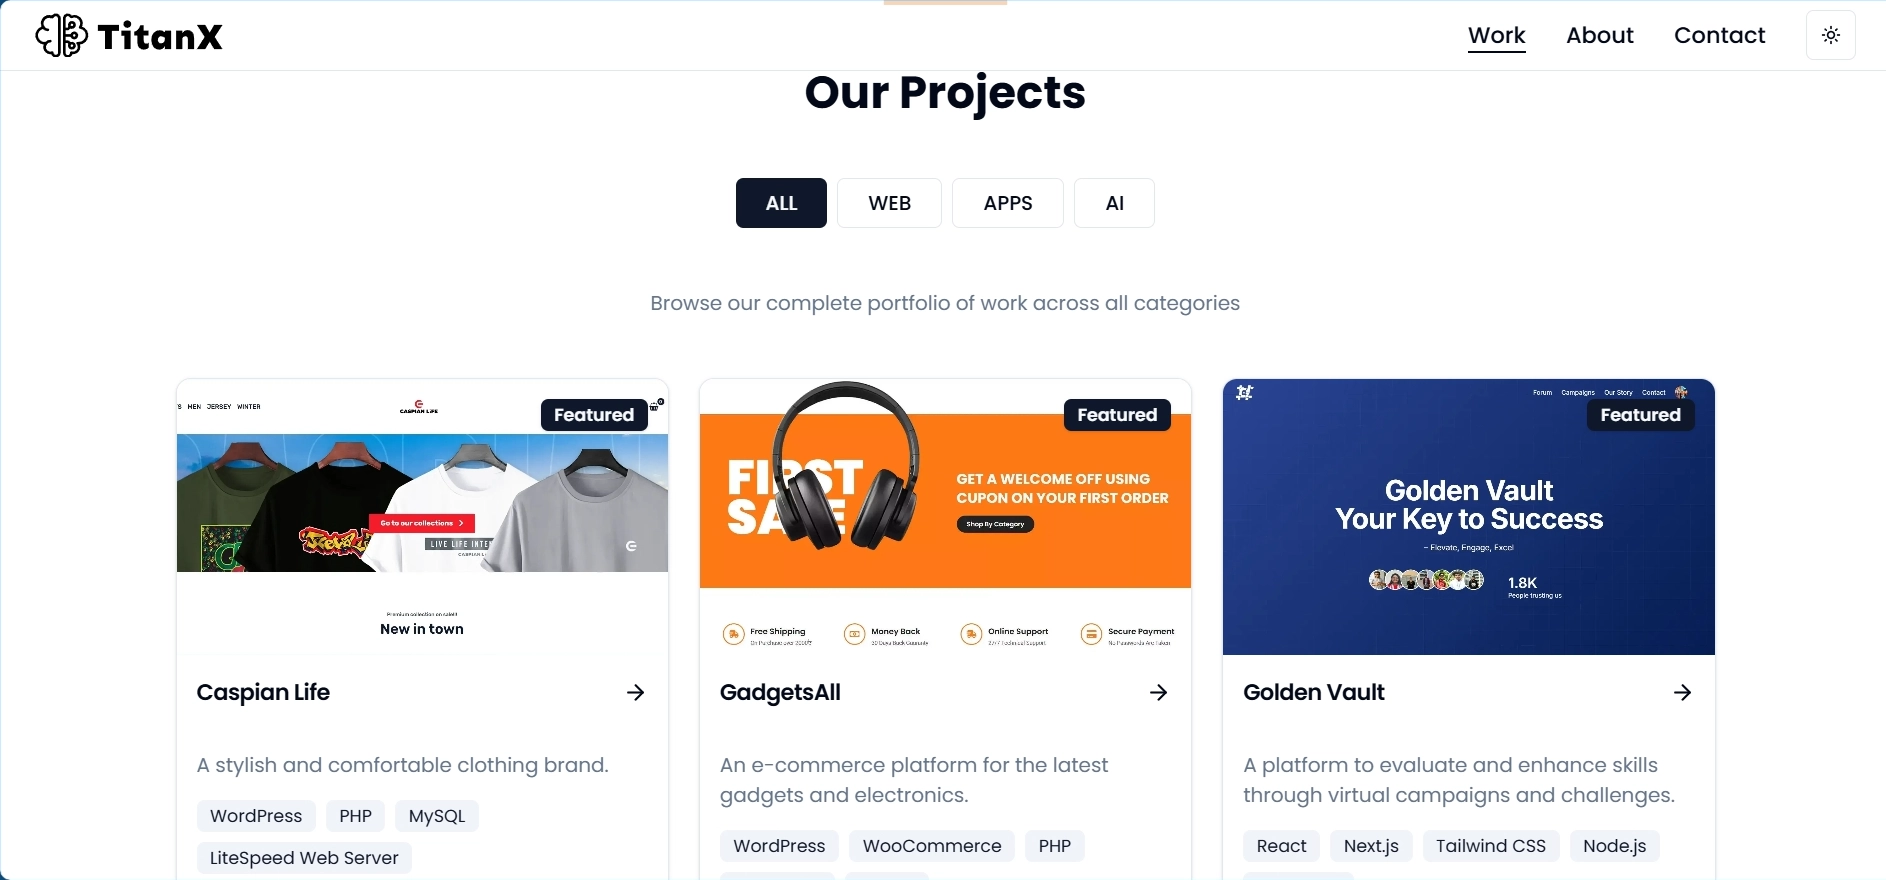 TitanX
Work About Contact
Our Projects
ALL WEB APPS AI
Browse our complete portfolio of work across all categories
MEN JERSEY WINTER
CASPIAN LIFE
Featured
Go to our collections
LIVE LIFE
CASPIAN
Premium collection on sale!!!
New in town
Caspian Life
A stylish and comfortable clothing brand.
WordPress PHP MySQL
LiteSpeed Web Server
Featured
FIRST
SALE
GET A WELCOME OFF USING
CUPON ON YOUR FIRST ORDER
Shop By Category
Free Shipping Money Back Online Support Secure Payment
GadgetsAll
An e-commerce platform for the latest
gadgets and electronics.
WordPress WooCommerce PHP
Forum Campaigns Our Story Contact
Featured
Golden Vault
Your Key to Success
– Elevate, Engage, Excel
1.8K
People trusting us
Golden Vault
A platform to evaluate and enhance skills
through virtual campaigns and challenges.
React Next.js Tailwind CSS Node.js